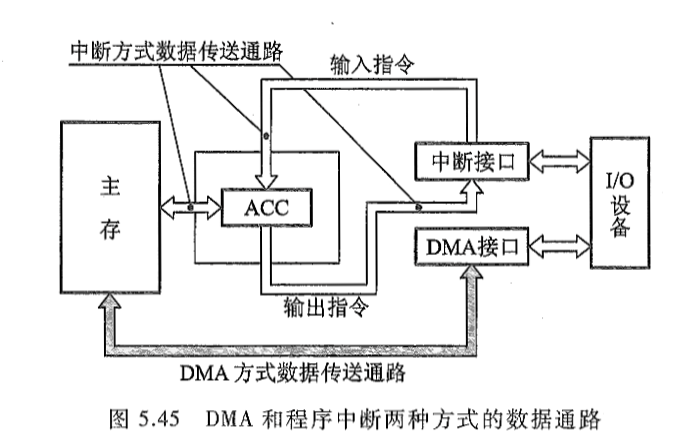 中断方式数据传送通路
输入指令
主存
ACC
中断接口
I/O设备
DMA接口
输出指令
DMA 方式数据传送通路
图 5.45 DMA 和程序中断两种方式的数据通路